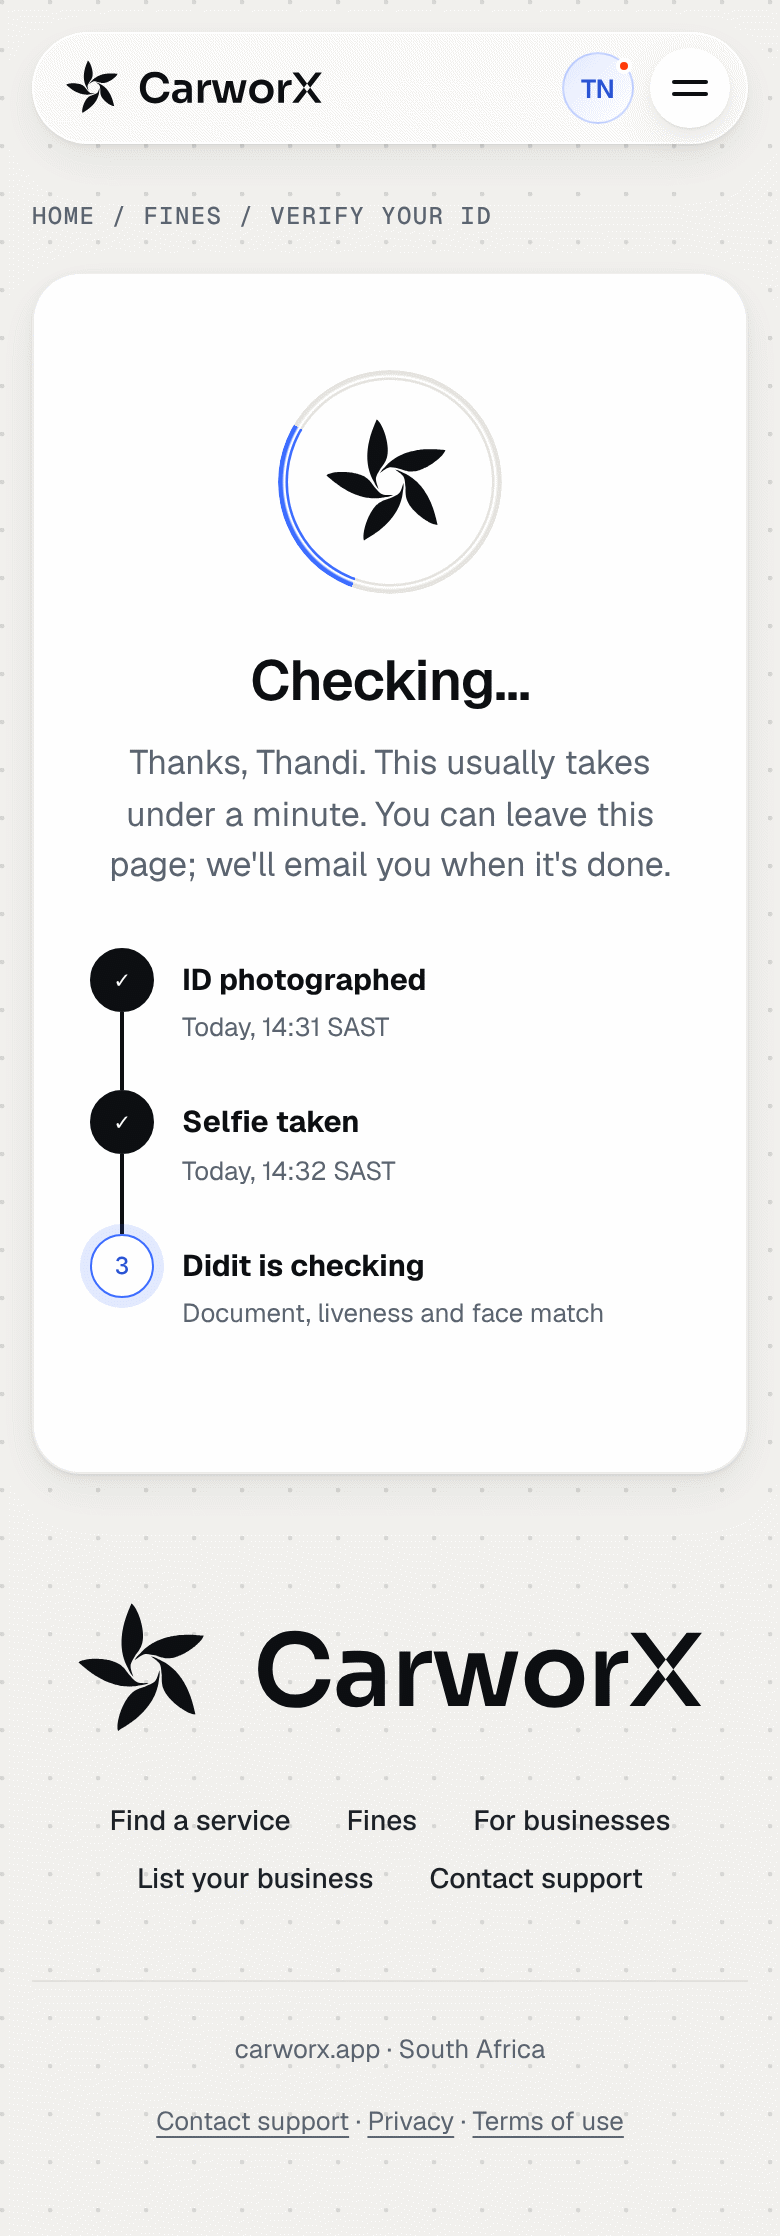 CarworX
TN
HOME / FINES / VERIFY YOUR ID
Checking...
Thanks, Thandi. This usually takes
under a minute. You can leave this
page; we'll email you when it's done.
✓
ID photographed
Today, 14:31 SAST
✓
Selfie taken
Today, 14:32 SAST
3
Didit is checking
Document, liveness and face match
CarworX
Find a service Fines For businesses
List your business Contact support
carworx.app · South Africa
Contact support · Privacy · Terms of use